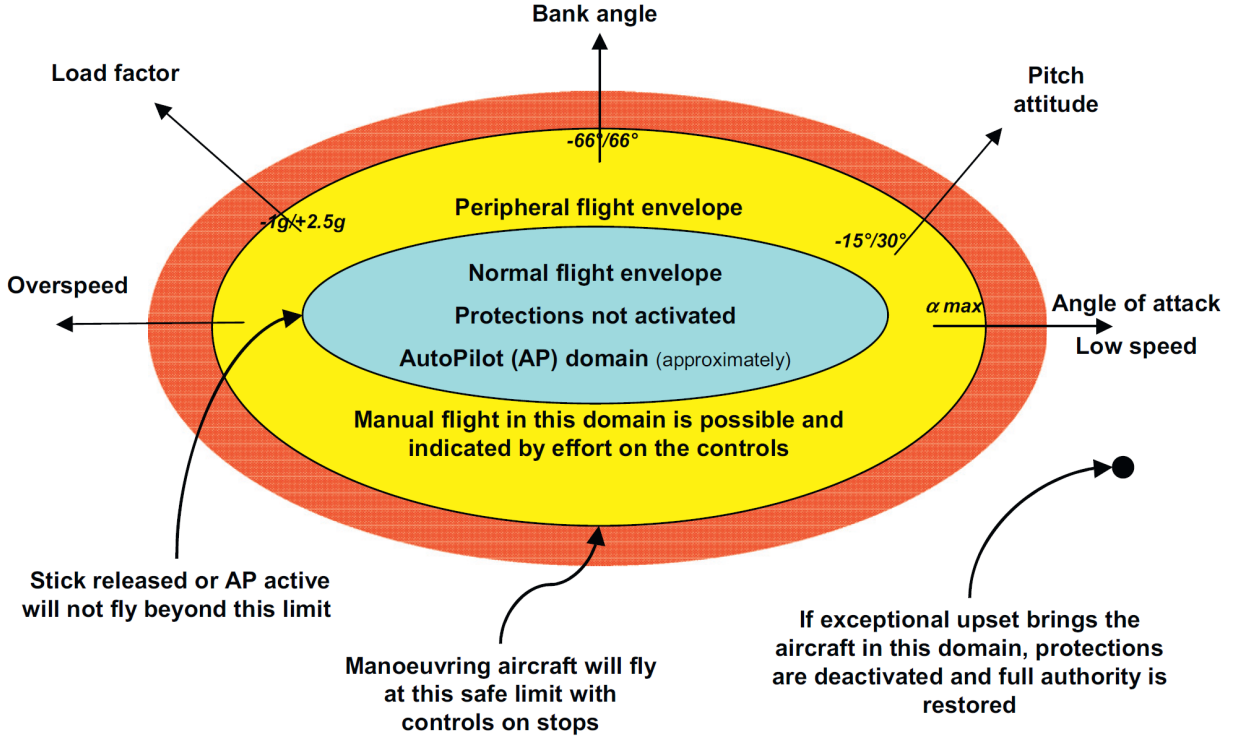 Bank angle
Load factor
Pitch
attitude
-66°/66°
Peripheral flight envelope
-1g/+2.5g
-15°/30°
Normal flight envelope
Overspeed
Protections not activated
α max
Angle of attack
Low speed
AutoPilot (AP) domain (approximately)
Manual flight in this domain is possible and
indicated by effort on the controls
Stick released or AP active
will not fly beyond this limit
Manoeuvring aircraft will fly
at this safe limit with
controls on stops
If exceptional upset brings the
aircraft in this domain, protections
are deactivated and full authority is
restored